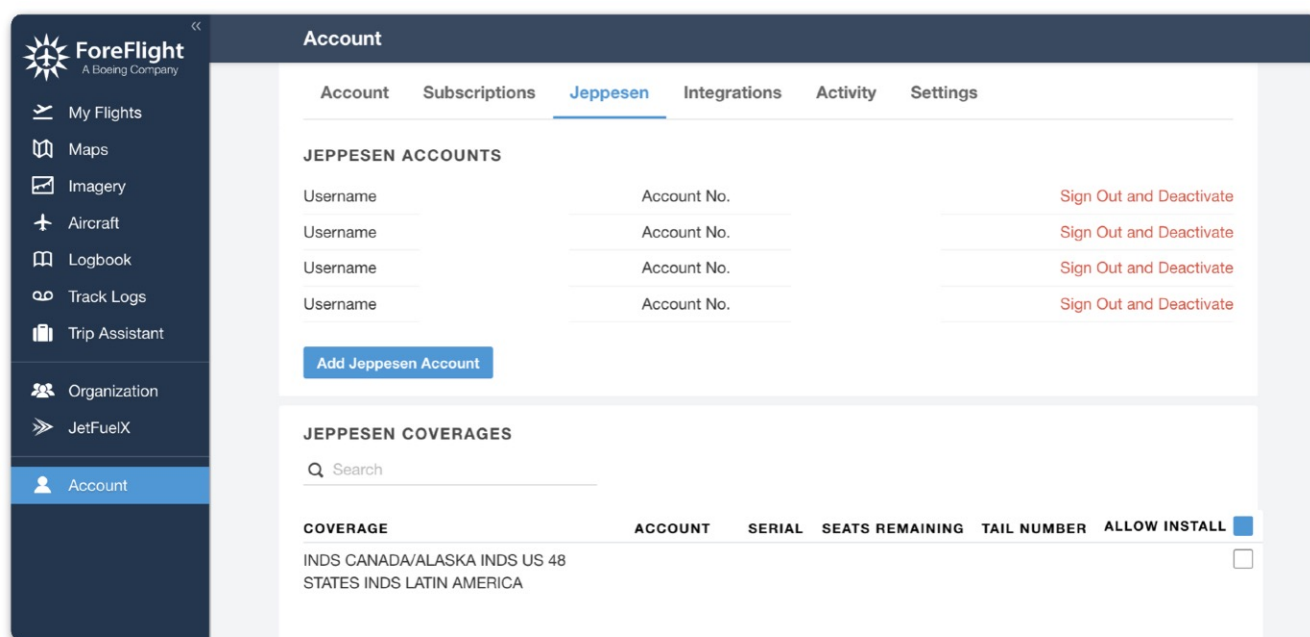 ForeFlight
A Boeing Company
«
My Flights
Maps
Imagery
Aircraft
Logbook
Track Logs
Trip Assistant
Organization
JetFuelX
Account
Account
Account Subscriptions Jeppesen Integrations Activity Settings
JEPPESEN ACCOUNTS
Username Account No. Sign Out and Deactivate
Username Account No. Sign Out and Deactivate
Username Account No. Sign Out and Deactivate
Username Account No. Sign Out and Deactivate
Add Jeppesen Account
JEPPESEN COVERAGES
Search
COVERAGE ACCOUNT SERIAL SEATS REMAINING TAIL NUMBER ALLOW INSTALL
INDS CANADA/ALASKA INDS US 48
STATES INDS LATIN AMERICA